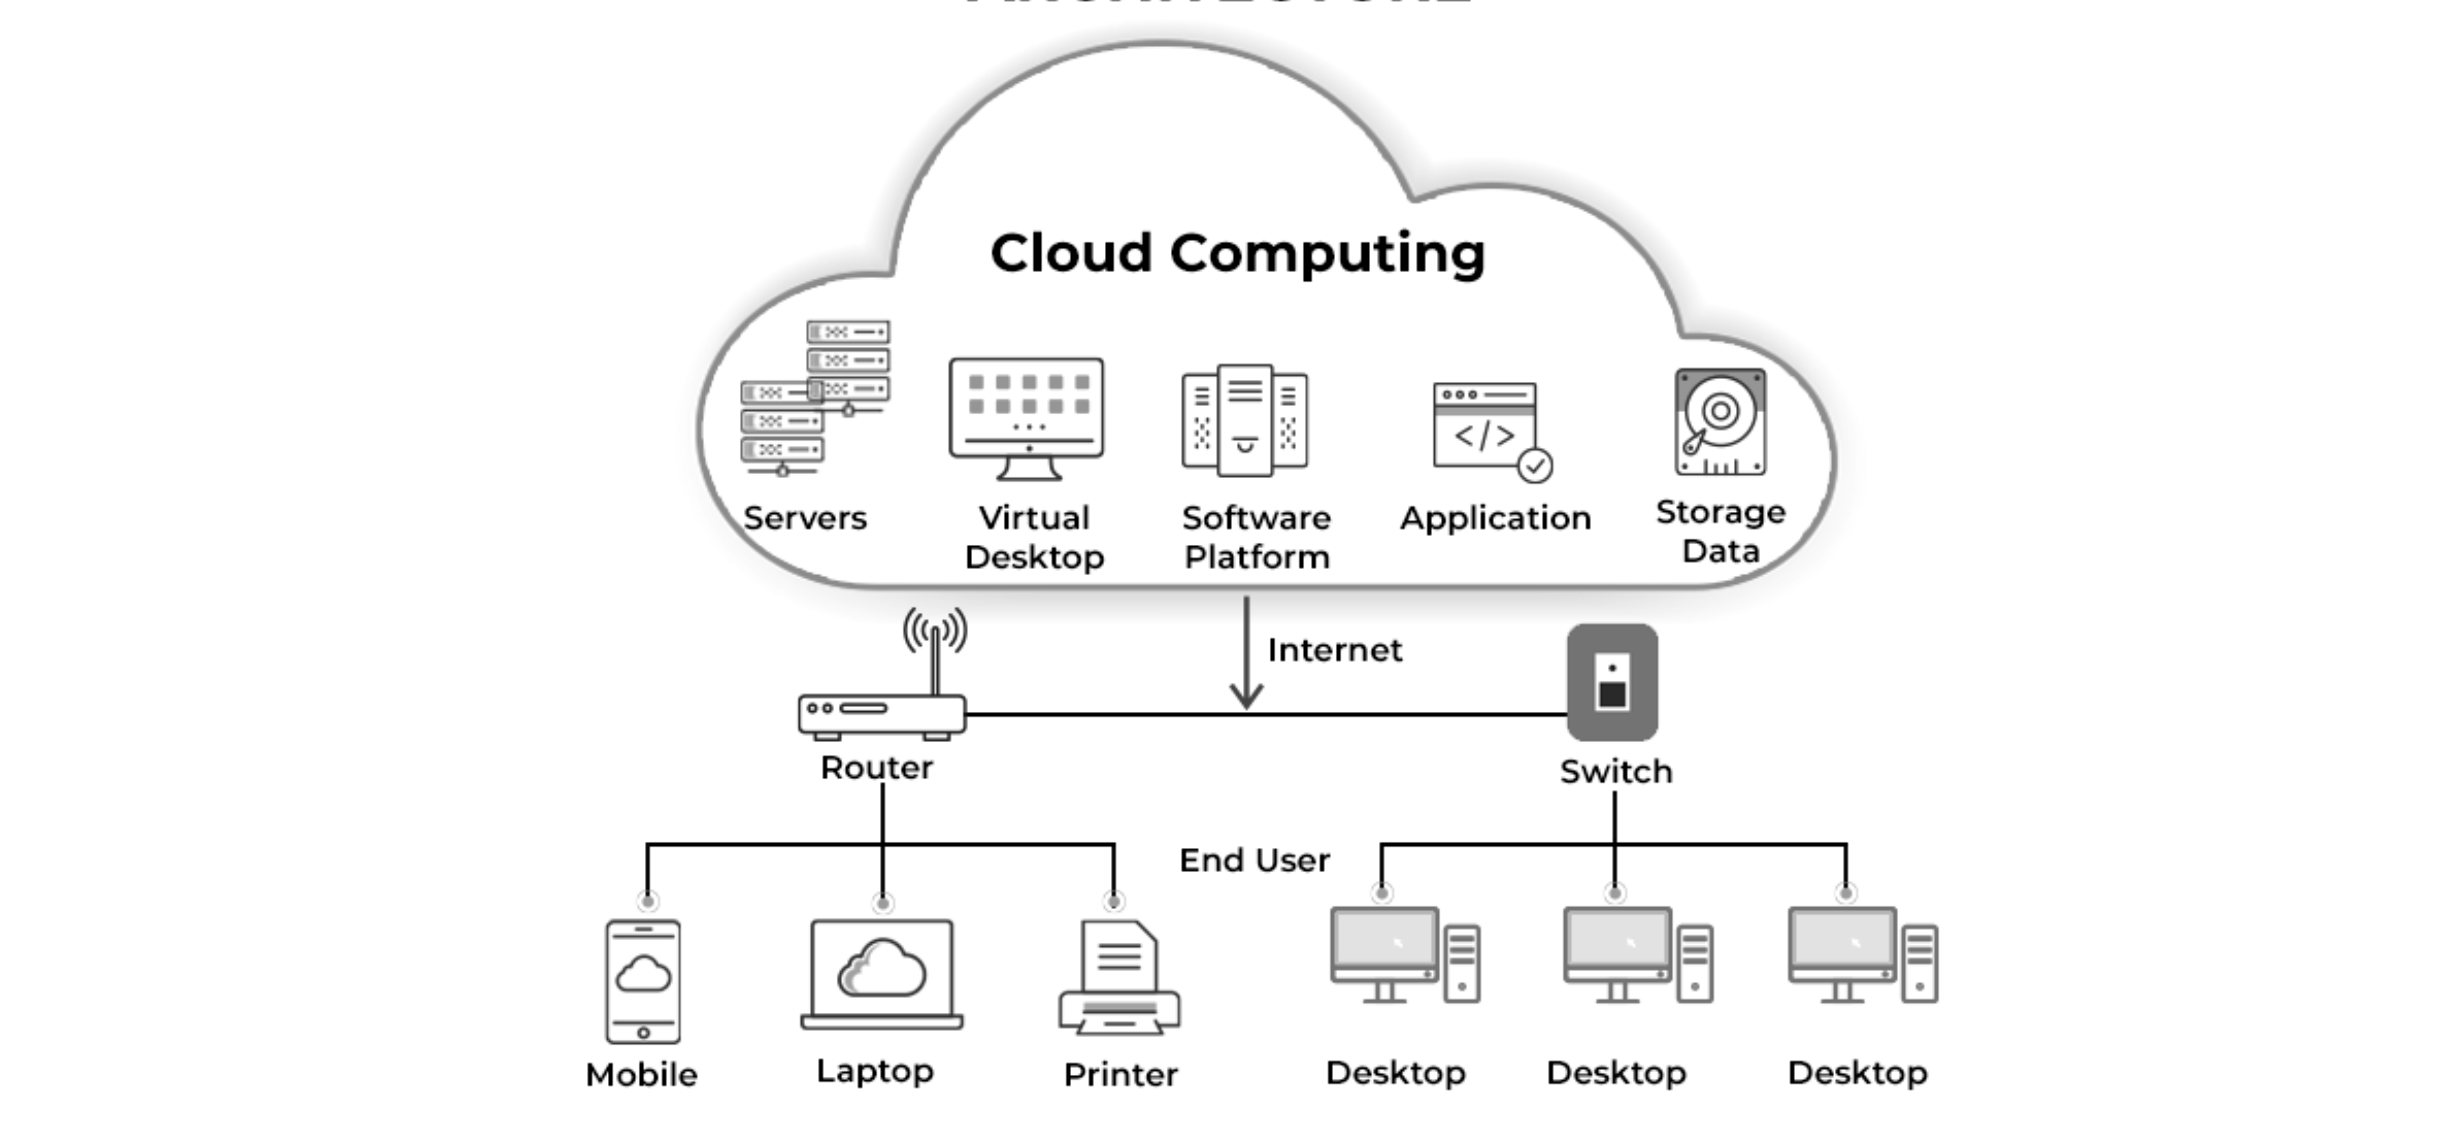 Cloud Computing
Servers
Virtual
Desktop
Software
Platform
Application
Storage
Data
Internet
Router
Switch
End User
Mobile
Laptop
Printer
Desktop
Desktop
Desktop